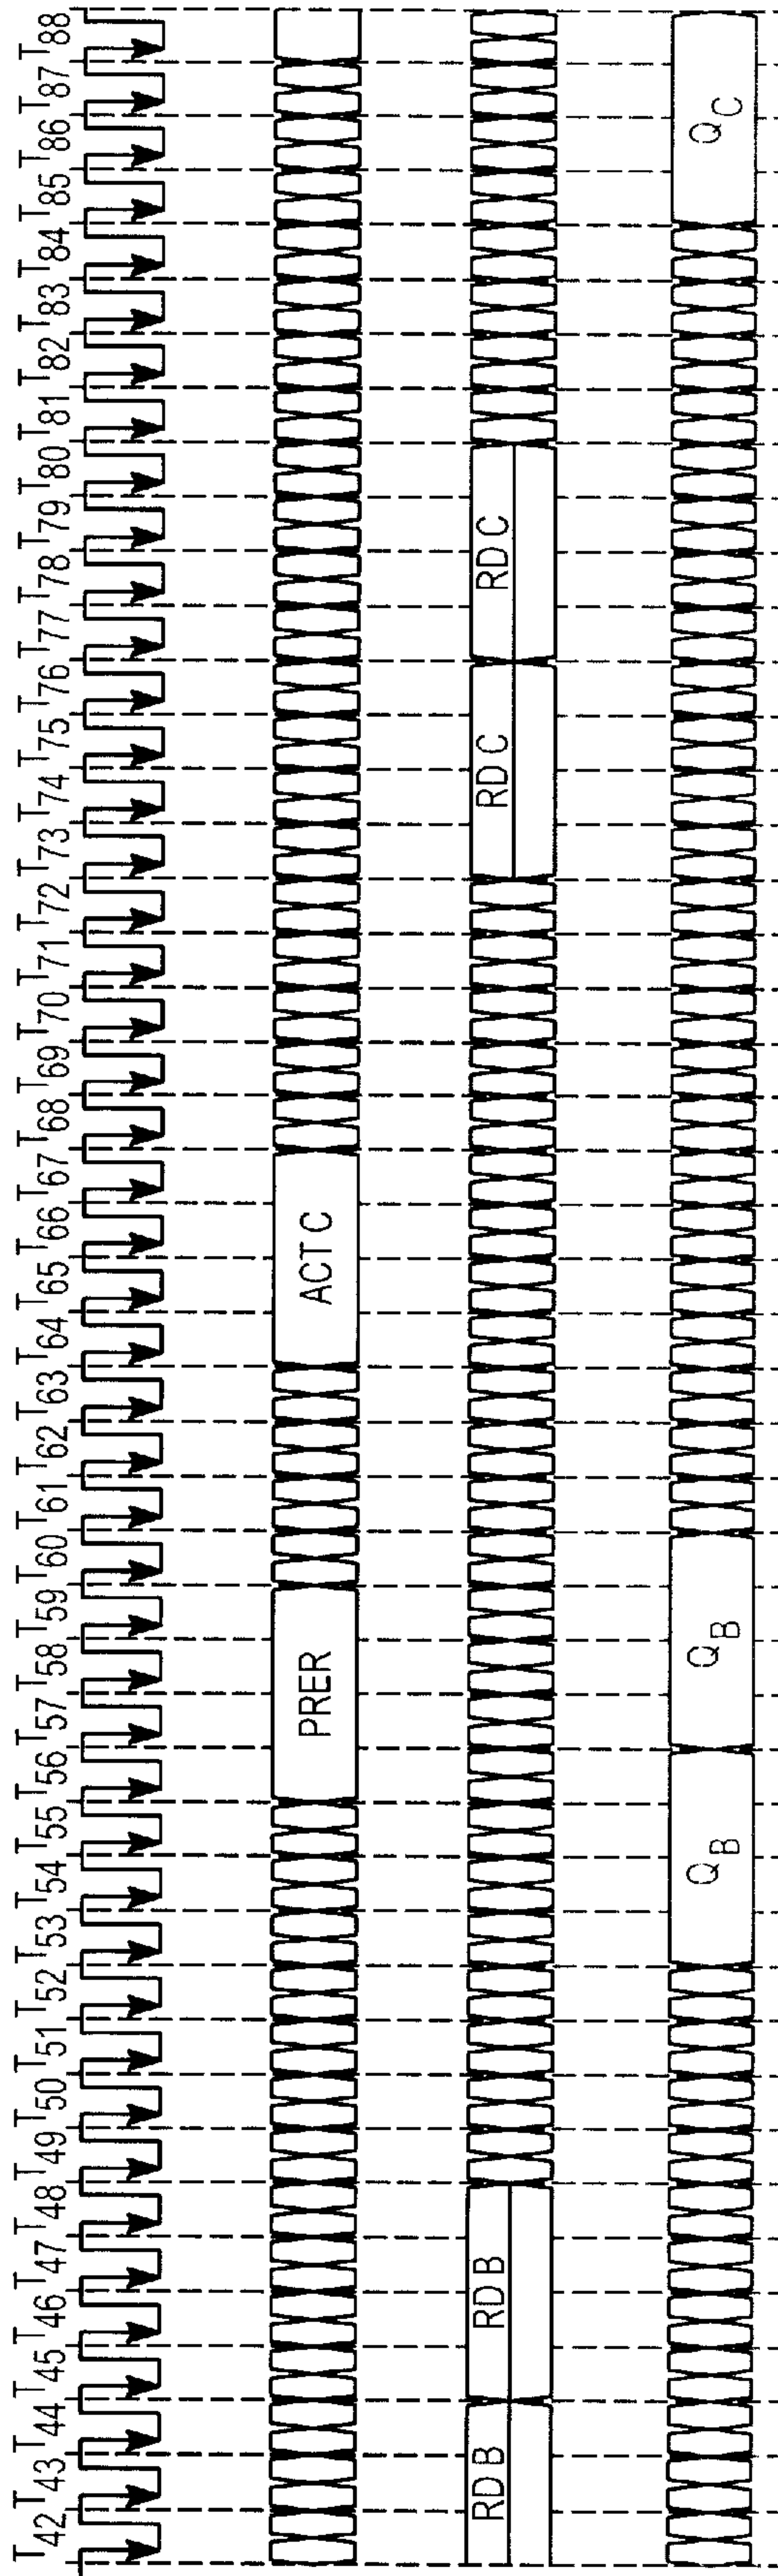 T42 T43 T44 T45 T46 T47 T48 T49 T50 T51 T52 T53 T54 T55 T56 T57 T58 T59 T60 T61 T62 T63 T64 T65 T66 T67 T68 T69 T70 T71 T72 T73 T74 T75 T76 T77 T78 T79 T80 T81 T82 T83 T84 T85 T86 T87 T88
PRER ACT C
RD B RD B RD C RD C
QB QB QC